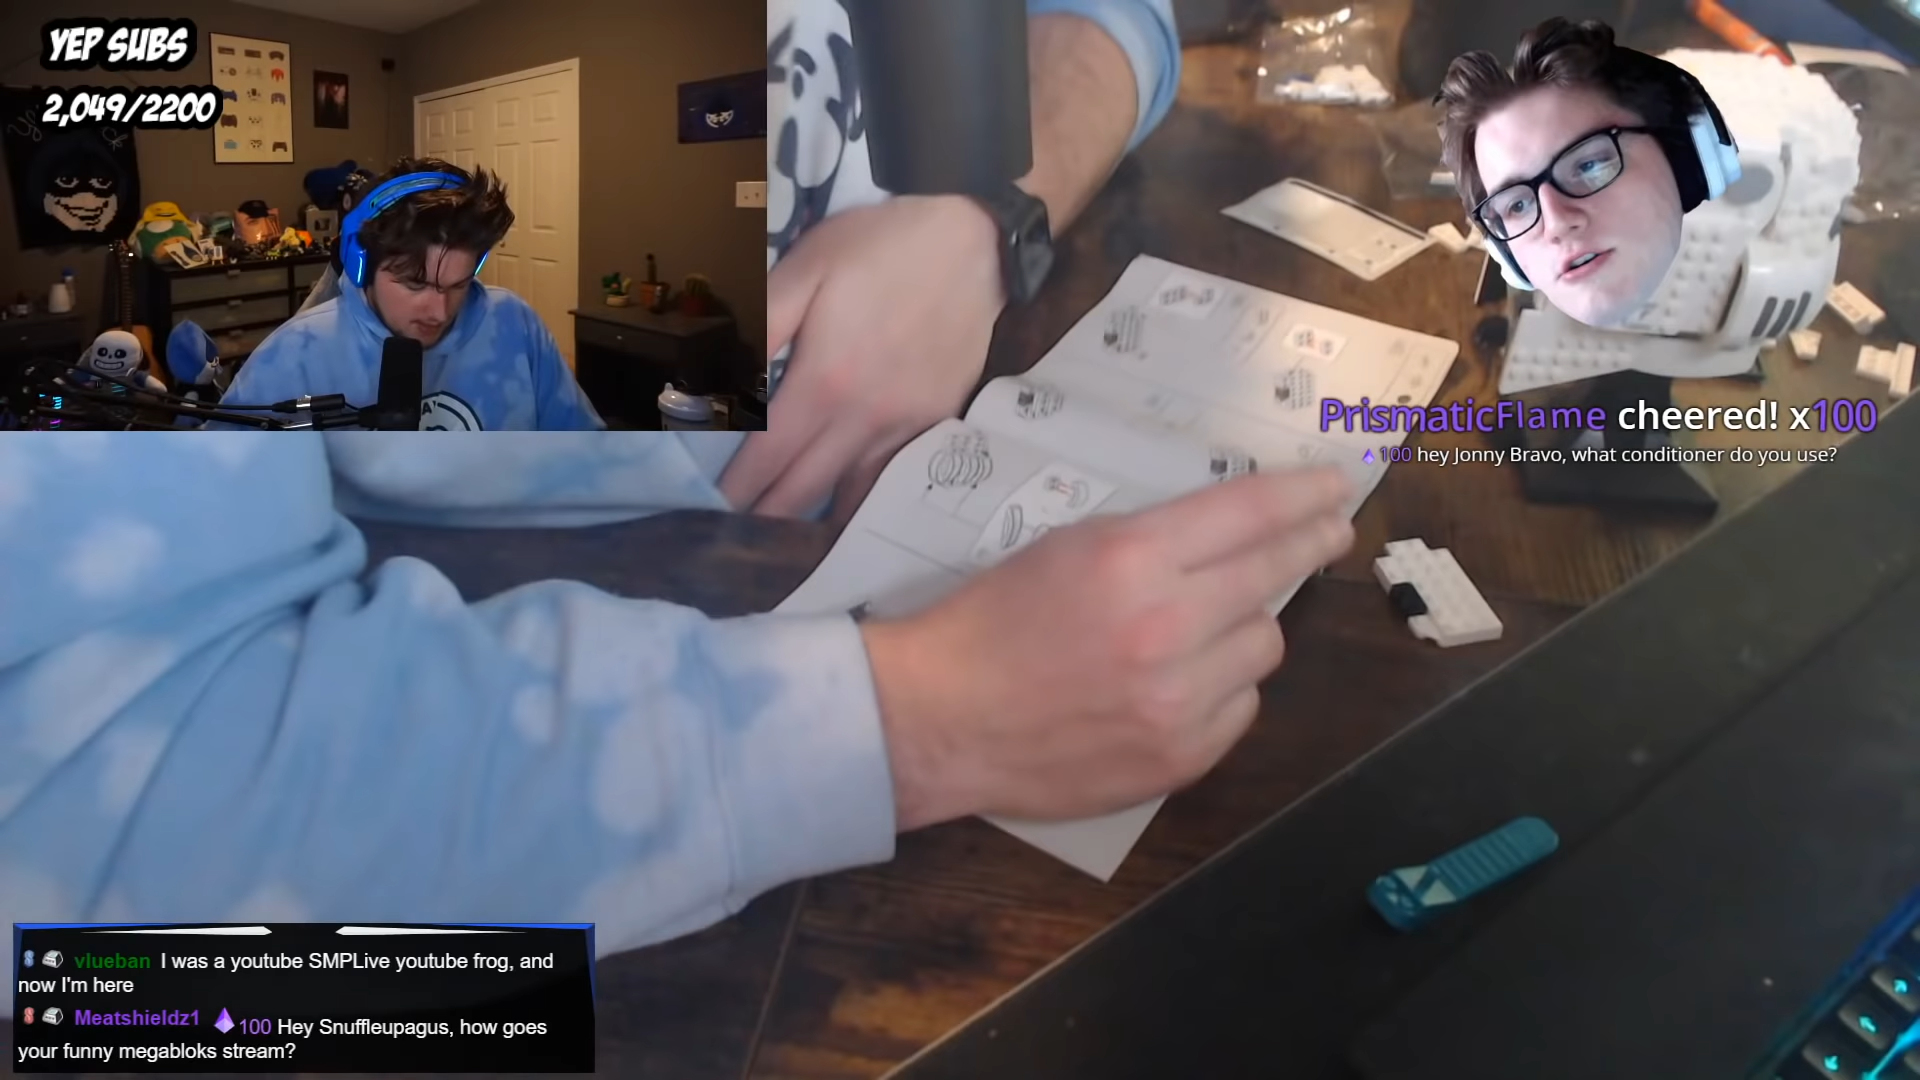 YEP SUBS
2,049/2200
PrismaticFlame cheered! x100
100 hey Jonny Bravo, what conditioner do you use?
vlueban I was a youtube SMPLive youtube frog, and
now I'm here
Meatshieldz1 100 Hey Snuffleupagus, how goes
your funny megabloks stream?